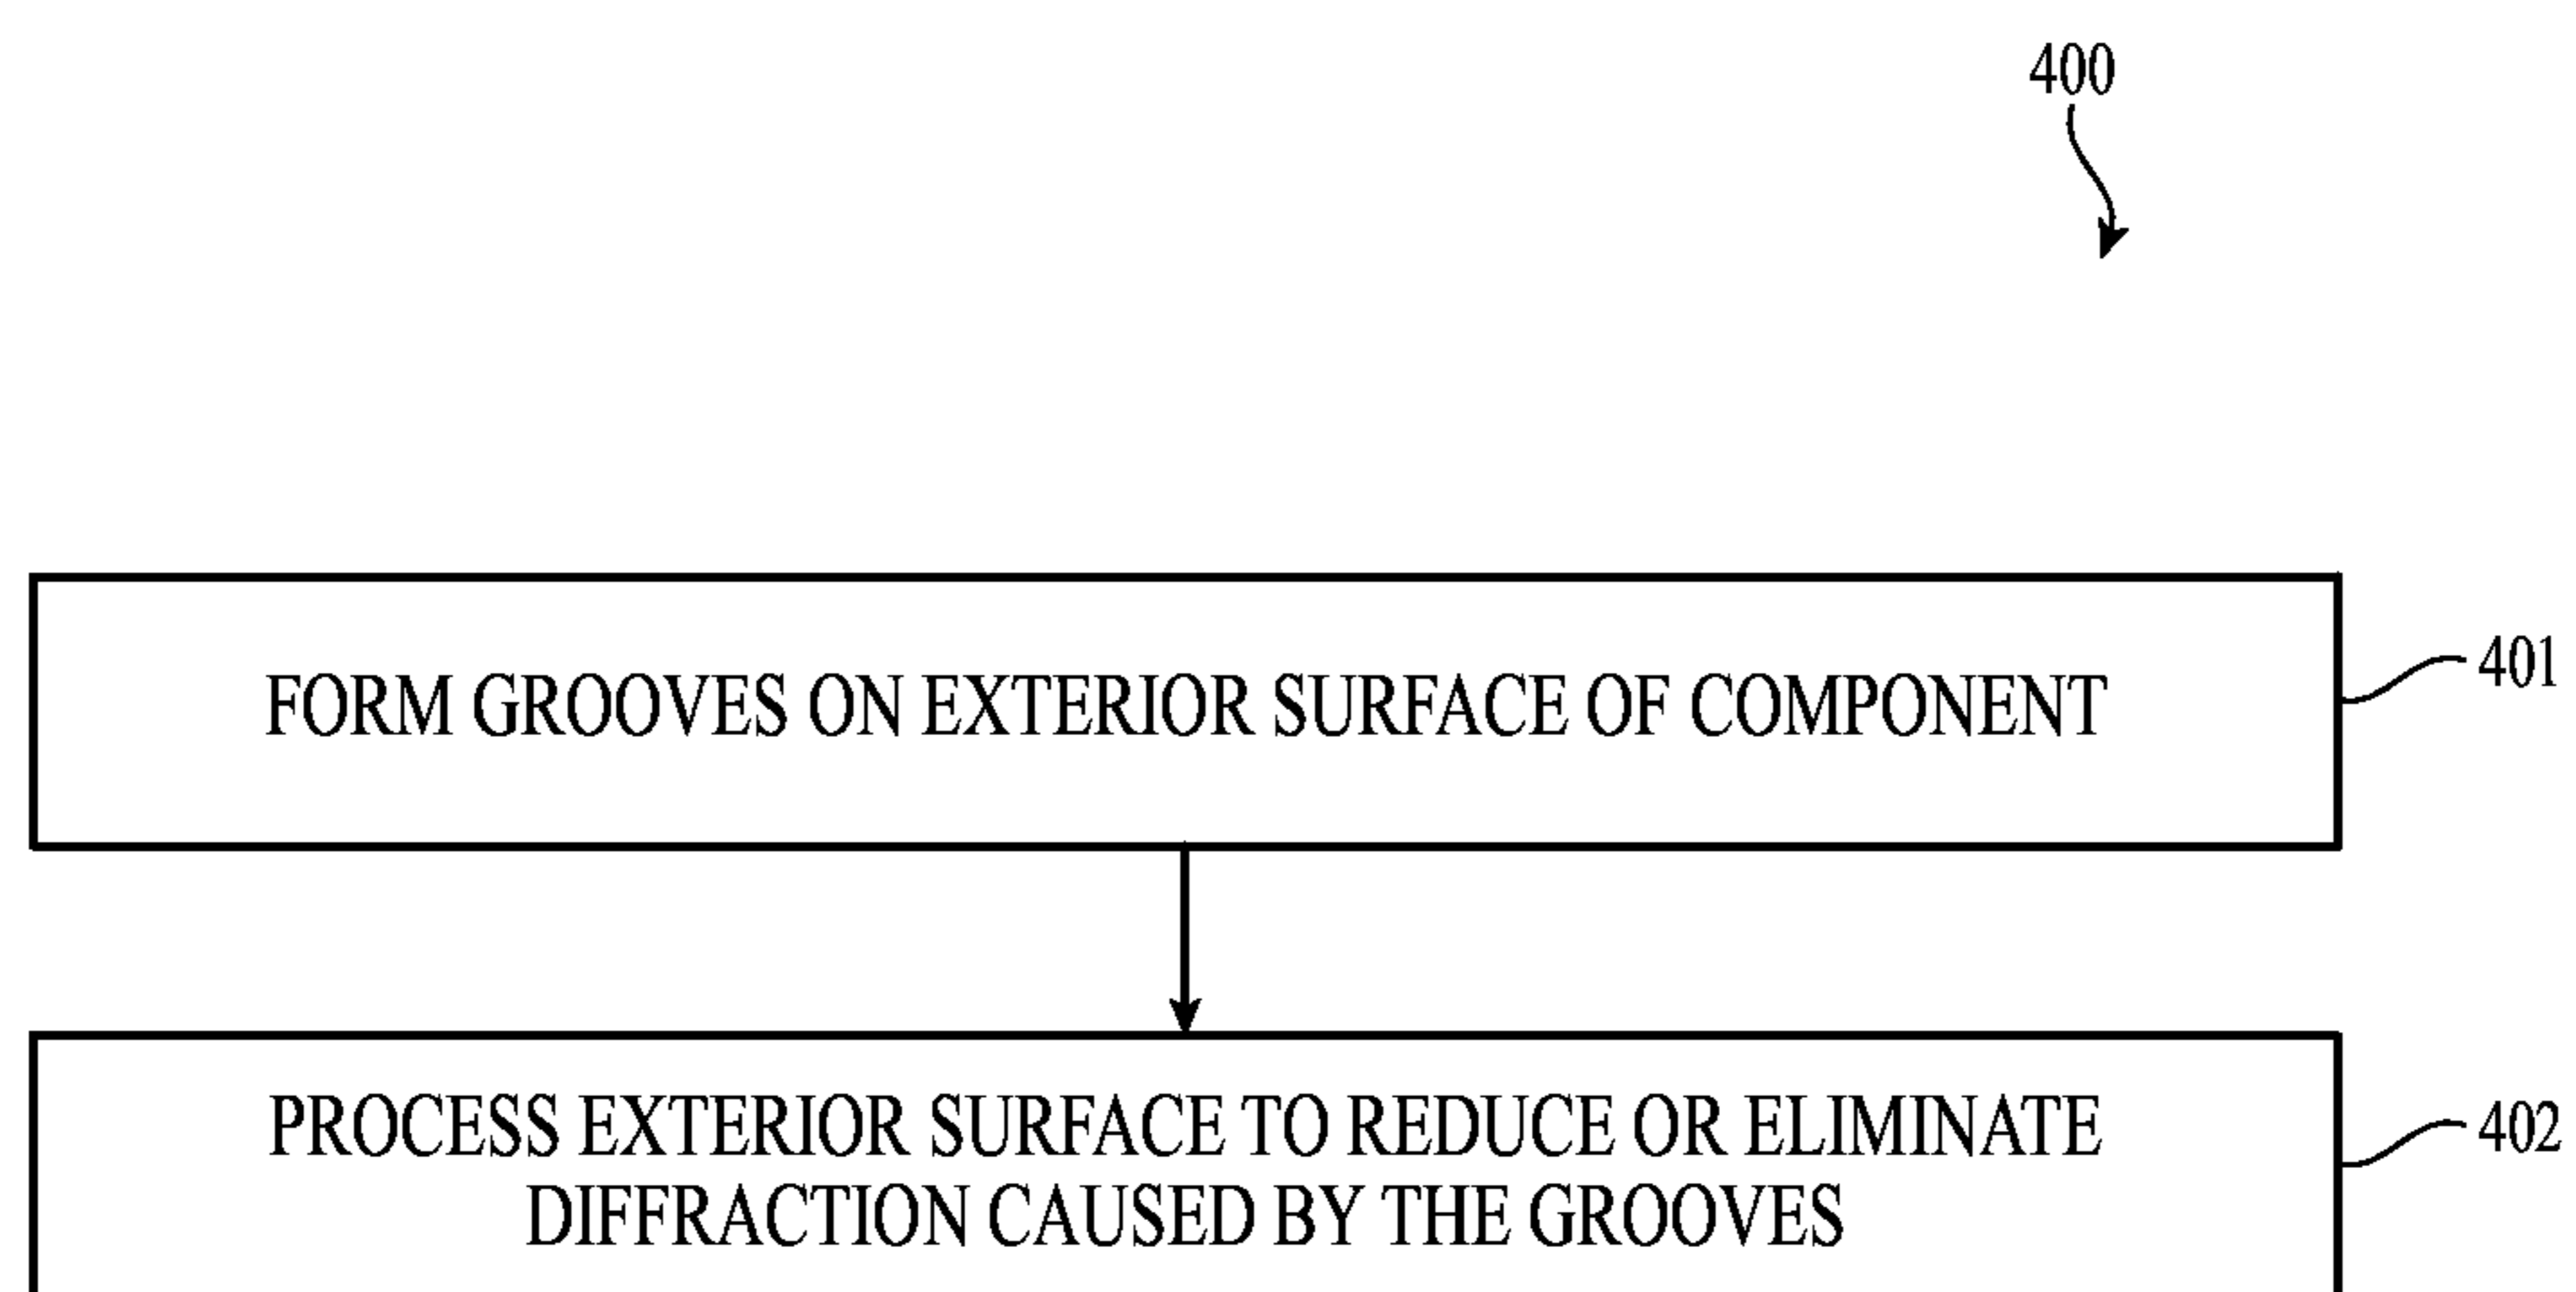 400
FORM GROOVES ON EXTERIOR SURFACE OF COMPONENT
401
PROCESS EXTERIOR SURFACE TO REDUCE OR ELIMINATE
DIFFRACTION CAUSED BY THE GROOVES
402